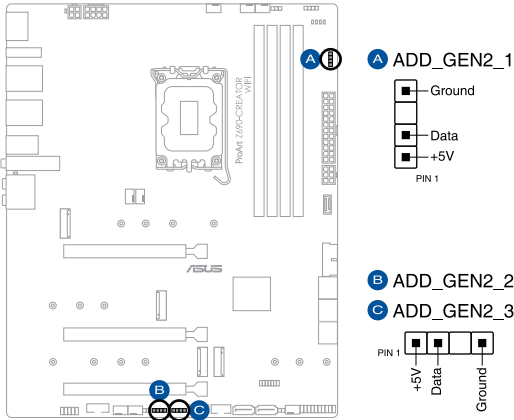 A
A ADD_GEN2_1
Ground
Data
+5V
PIN 1
ProArt Z690-CREATOR
WIFI
ASUS
B ADD_GEN2_2
C ADD_GEN2_3
PIN 1
+5V
Data
Ground
B
C